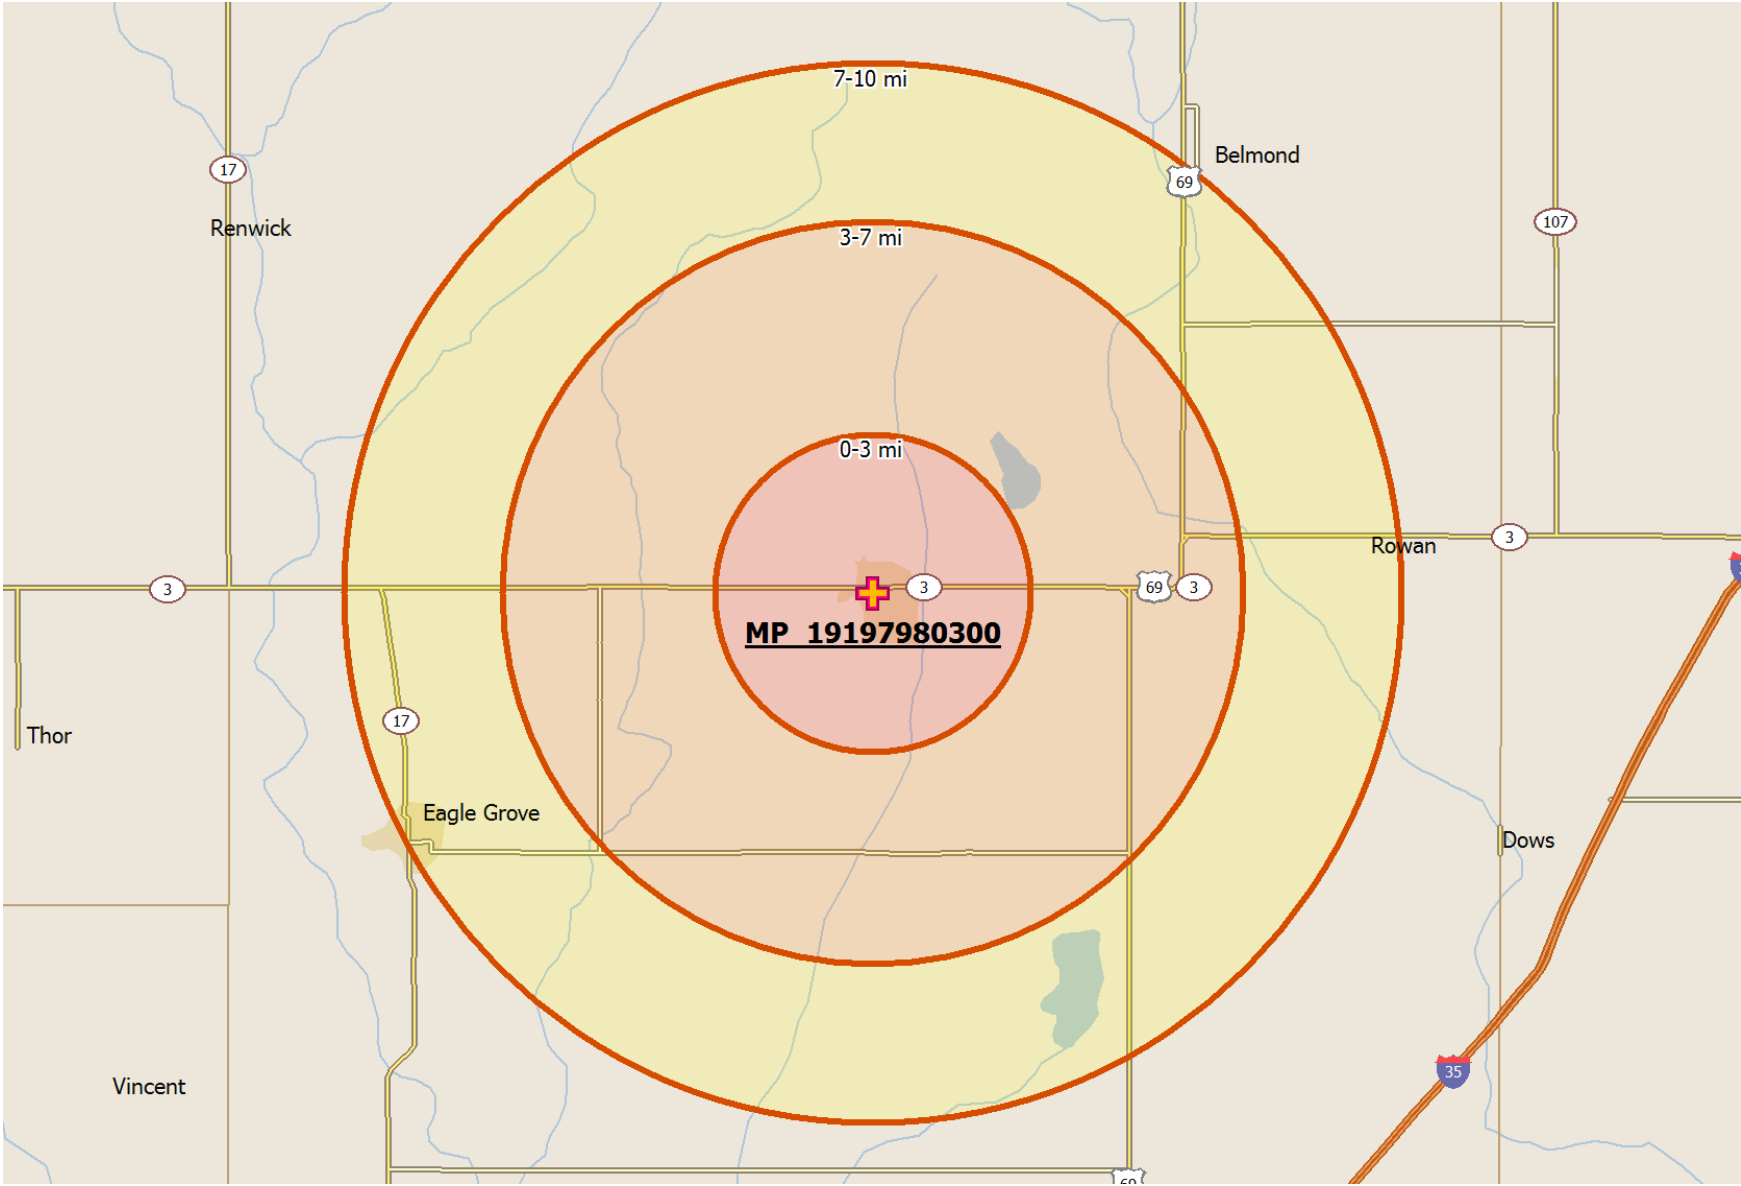 7-10 mi
Belmond
17
69
107
Renwick
3-7 mi
0-3 mi
3
Rowan
3
3
69
3
MP 19197980300
17
Thor
Eagle Grove
Dows
35
Vincent